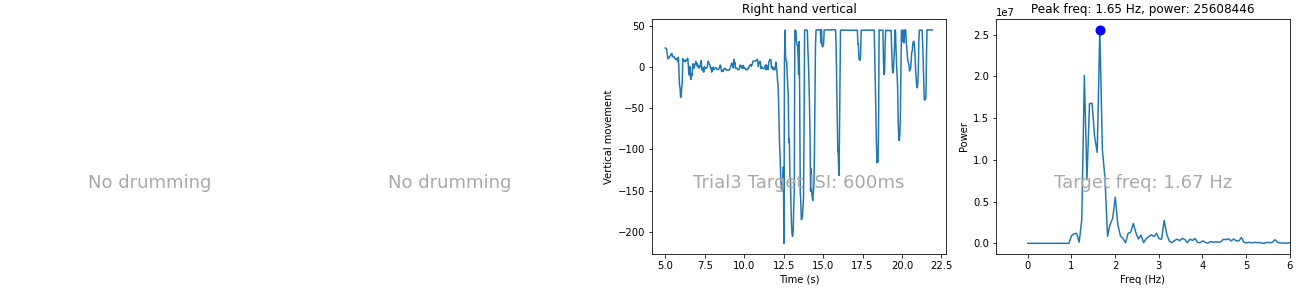 No drumming
No drumming
Right hand vertical
Vertical movement
50
0
−50
−100
−150
−200
Trial3 Target ISI: 600ms
5.0 7.5 10.0 12.5 15.0 17.5 20.0 22.5
Time (s)
Peak freq: 1.65 Hz, power: 25608446
1e7
Power
2.5
2.0
1.5
1.0
0.5
0.0
Target freq: 1.67 Hz
0 1 2 3 4 5 6
Freq (Hz)